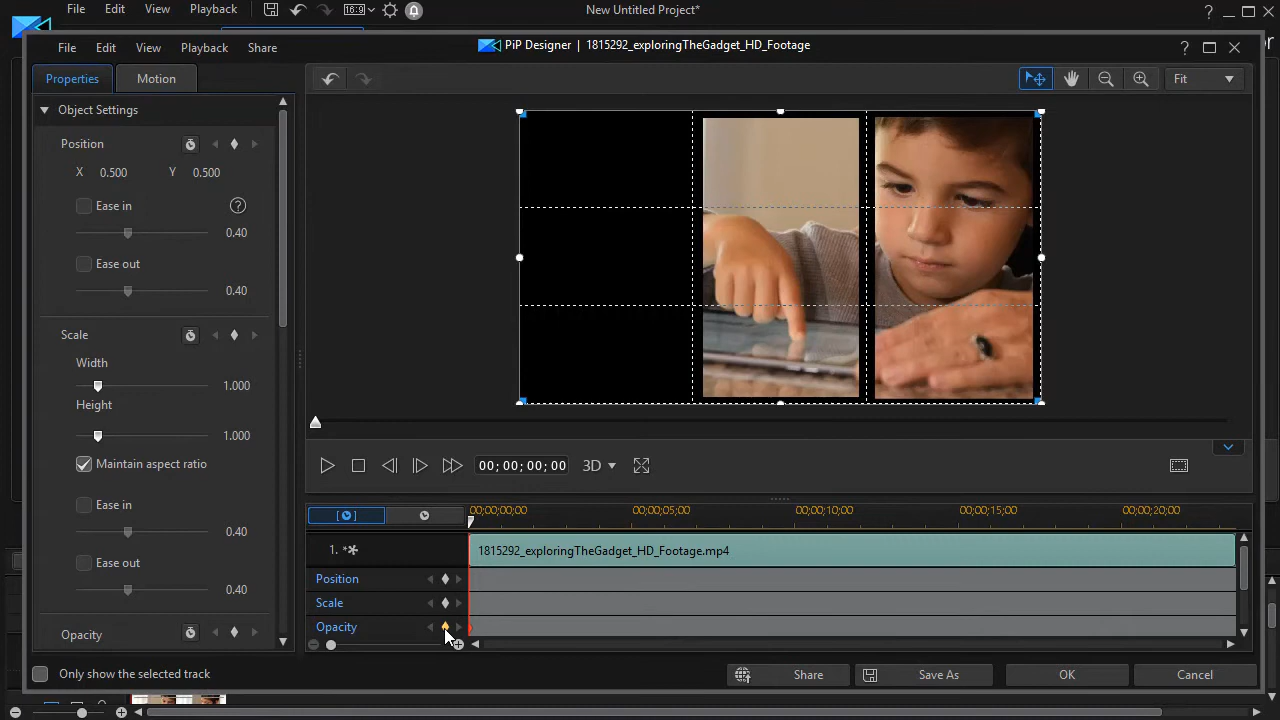 File Edit View Playback 16:9 New Untitled Project* ?
File Edit View Playback Share PiP Designer | 1815292_exploringTheGadget_HD_Footage ?
Properties Motion Fit
Object Settings
Position
X 0.500 Y 0.500
Ease in ?
0.40
Ease out
0.40
Scale
Width
1.000
Height
1.000
Maintain aspect ratio
Ease in
0.40
Ease out
0.40
Opacity
00; 00; 00; 00 3D
00;00;00;00 00;00;05;00 00;00;10;00 00;00;15;00 00;00;20;00
1. 1815292_exploringTheGadget_HD_Footage.mp4
Position
Scale
Opacity
Only show the selected track Share Save As OK Cancel